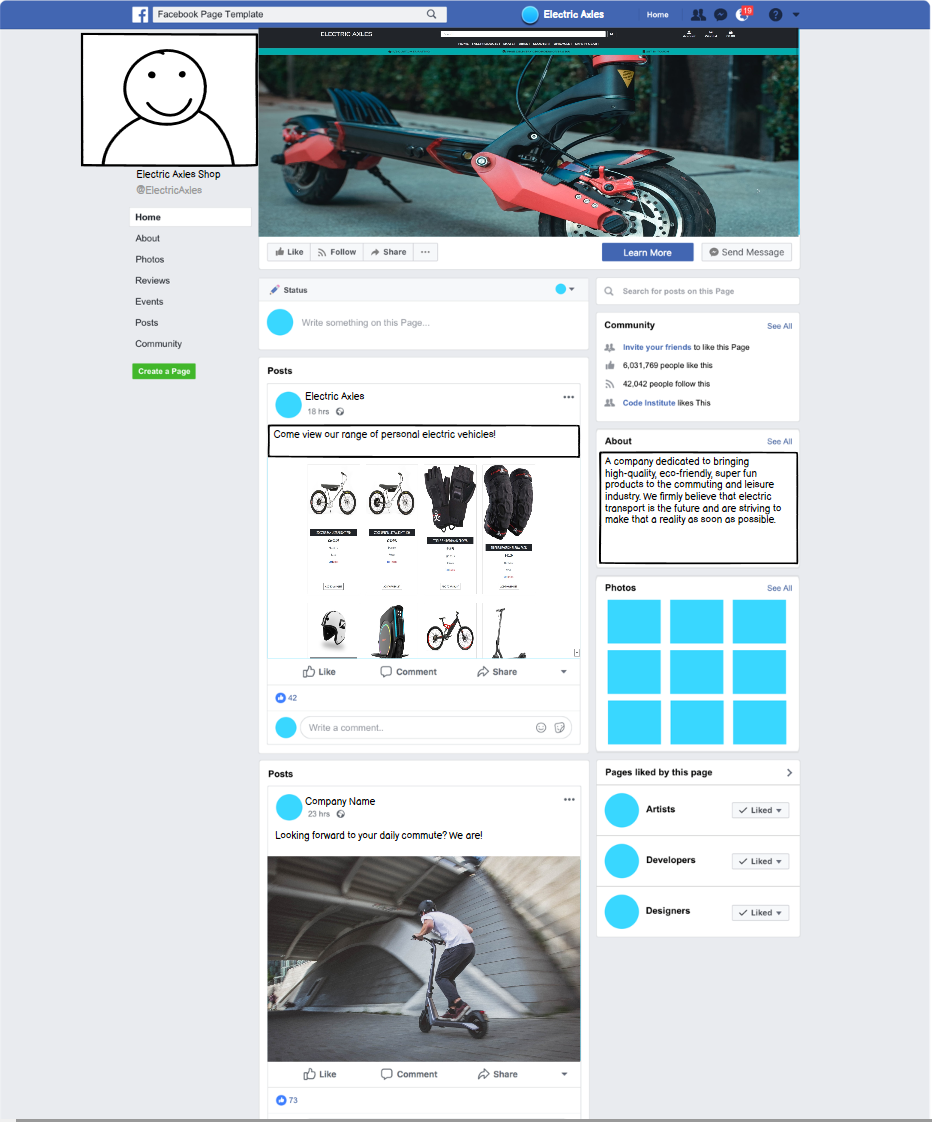 Facebook Page Template
Electric Axles
Home
19
ELECTRIC AXLES
Electric Axles Shop
@ElectricAxles
Home
About
Photos
Reviews
Events
Posts
Community
Create a Page
Like
Follow
Share
Learn More
Send Message
Status
Write something on this Page...
Posts
Electric Axles
18 hrs
Come view our range of personal electric vehicles!
Like
Comment
Share
42
Write a comment..
Posts
Company Name
23 hrs
Looking forward to your daily commute? We are!
Like
Comment
Share
73
Search for posts on this Page
Community
See All
Invite your friends to like this Page
6,031,769 people like this
42,042 people follow this
Code Institute likes This
About
See All
A company dedicated to bringing
high-quality, eco-friendly, super fun
products to the commuting and leisure
industry. We firmly believe that electric
transport is the future and are striving to
make that a reality as soon as possible.
Photos
See All
Pages liked by this page
Artists
Liked
Developers
Liked
Designers
Liked